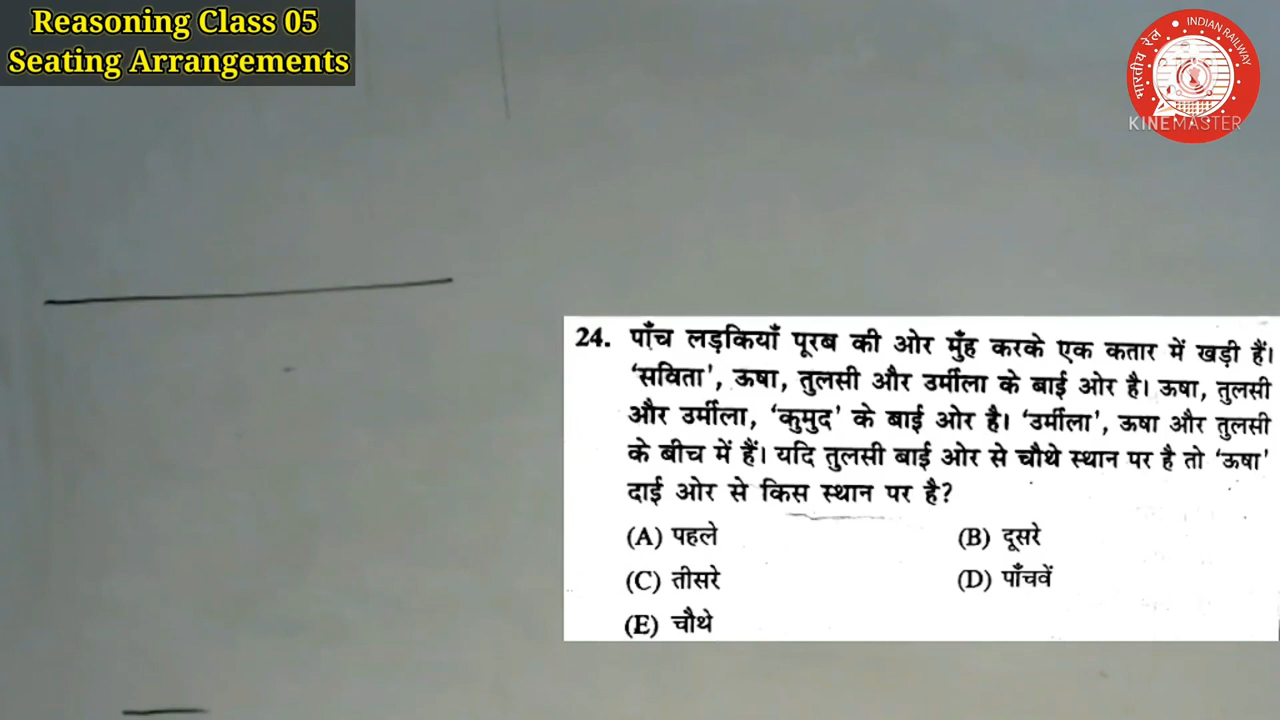 Reasoning Class 05
Seating Arrangements
भारतीय रेल
INDIAN RAILWAY
KINEMASTER
24. पाँच लड़कियाँ पूरब की ओर मुँह करके एक कतार में खड़ी हैं।
'सविता', ऊषा, तुलसी और उर्मीला के बाई ओर है। ऊषा, तुलसी
और उर्मीला, 'कुमुद' के बाई ओर है। 'उर्मीला', ऊषा और तुलसी
के बीच में हैं। यदि तुलसी बाई ओर से चौथे स्थान पर है तो 'ऊषा'
दाई ओर से किस स्थान पर है?
(A) पहले (B) दूसरे
(C) तीसरे (D) पाँचवें
(E) चौथे